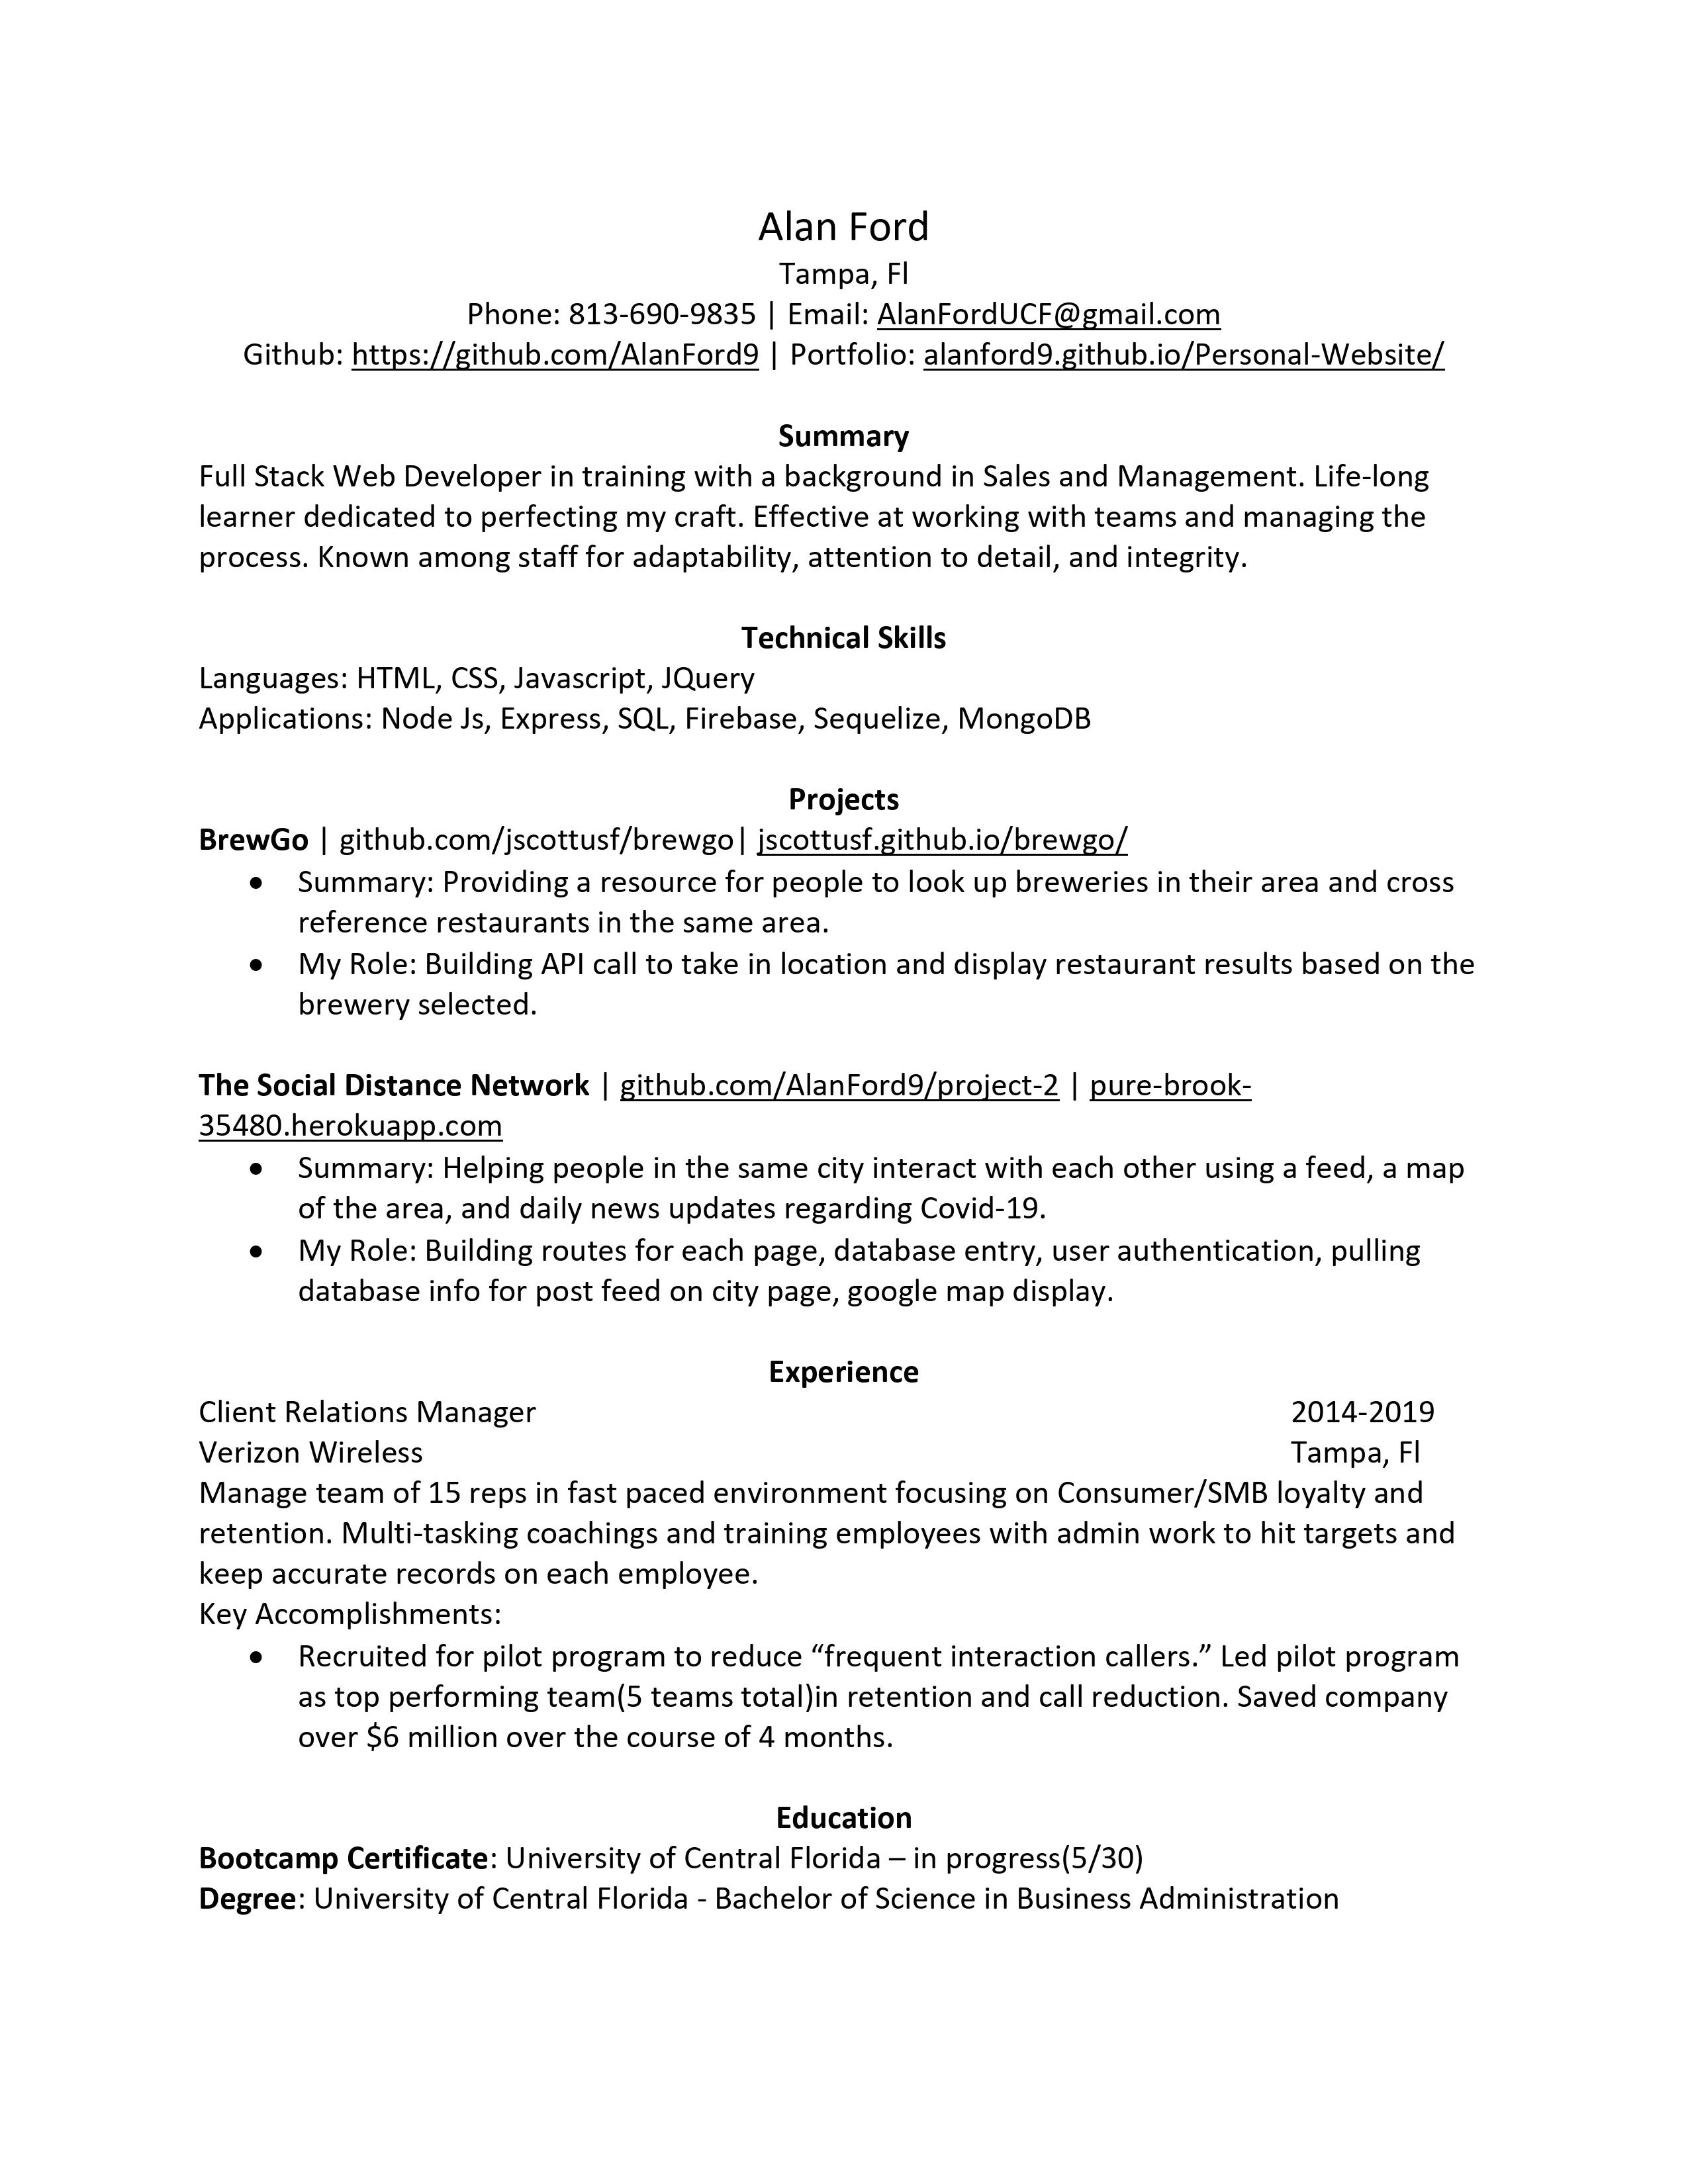 Alan Ford
Tampa, Fl
Phone: 813-690-9835 | Email: AlanFordUCF@gmail.com
Github: https://github.com/AlanFord9 | Portfolio: alanford9.github.io/Personal-Website/
Summary
Full Stack Web Developer in training with a background in Sales and Management. Life-long
learner dedicated to perfecting my craft. Effective at working with teams and managing the
process. Known among staff for adaptability, attention to detail, and integrity.
Technical Skills
Languages: HTML, CSS, Javascript, JQuery
Applications: Node Js, Express, SQL, Firebase, Sequelize, MongoDB
Projects
BrewGo | github.com/jscottusf/brewgo| jscottusf.github.io/brewgo/
• Summary: Providing a resource for people to look up breweries in their area and cross
reference restaurants in the same area.
• My Role: Building API call to take in location and display restaurant results based on the
brewery selected.
The Social Distance Network | github.com/AlanFord9/project-2 | pure-brook-
35480.herokuapp.com
• Summary: Helping people in the same city interact with each other using a feed, a map
of the area, and daily news updates regarding Covid-19.
• My Role: Building routes for each page, database entry, user authentication, pulling
database info for post feed on city page, google map display.
Experience
Client Relations Manager 2014-2019
Verizon Wireless Tampa, Fl
Manage team of 15 reps in fast paced environment focusing on Consumer/SMB loyalty and
retention. Multi-tasking coachings and training employees with admin work to hit targets and
keep accurate records on each employee.
Key Accomplishments:
• Recruited for pilot program to reduce “frequent interaction callers.” Led pilot program
as top performing team(5 teams total)in retention and call reduction. Saved company
over $6 million over the course of 4 months.
Education
Bootcamp Certificate: University of Central Florida – in progress(5/30)
Degree: University of Central Florida - Bachelor of Science in Business Administration